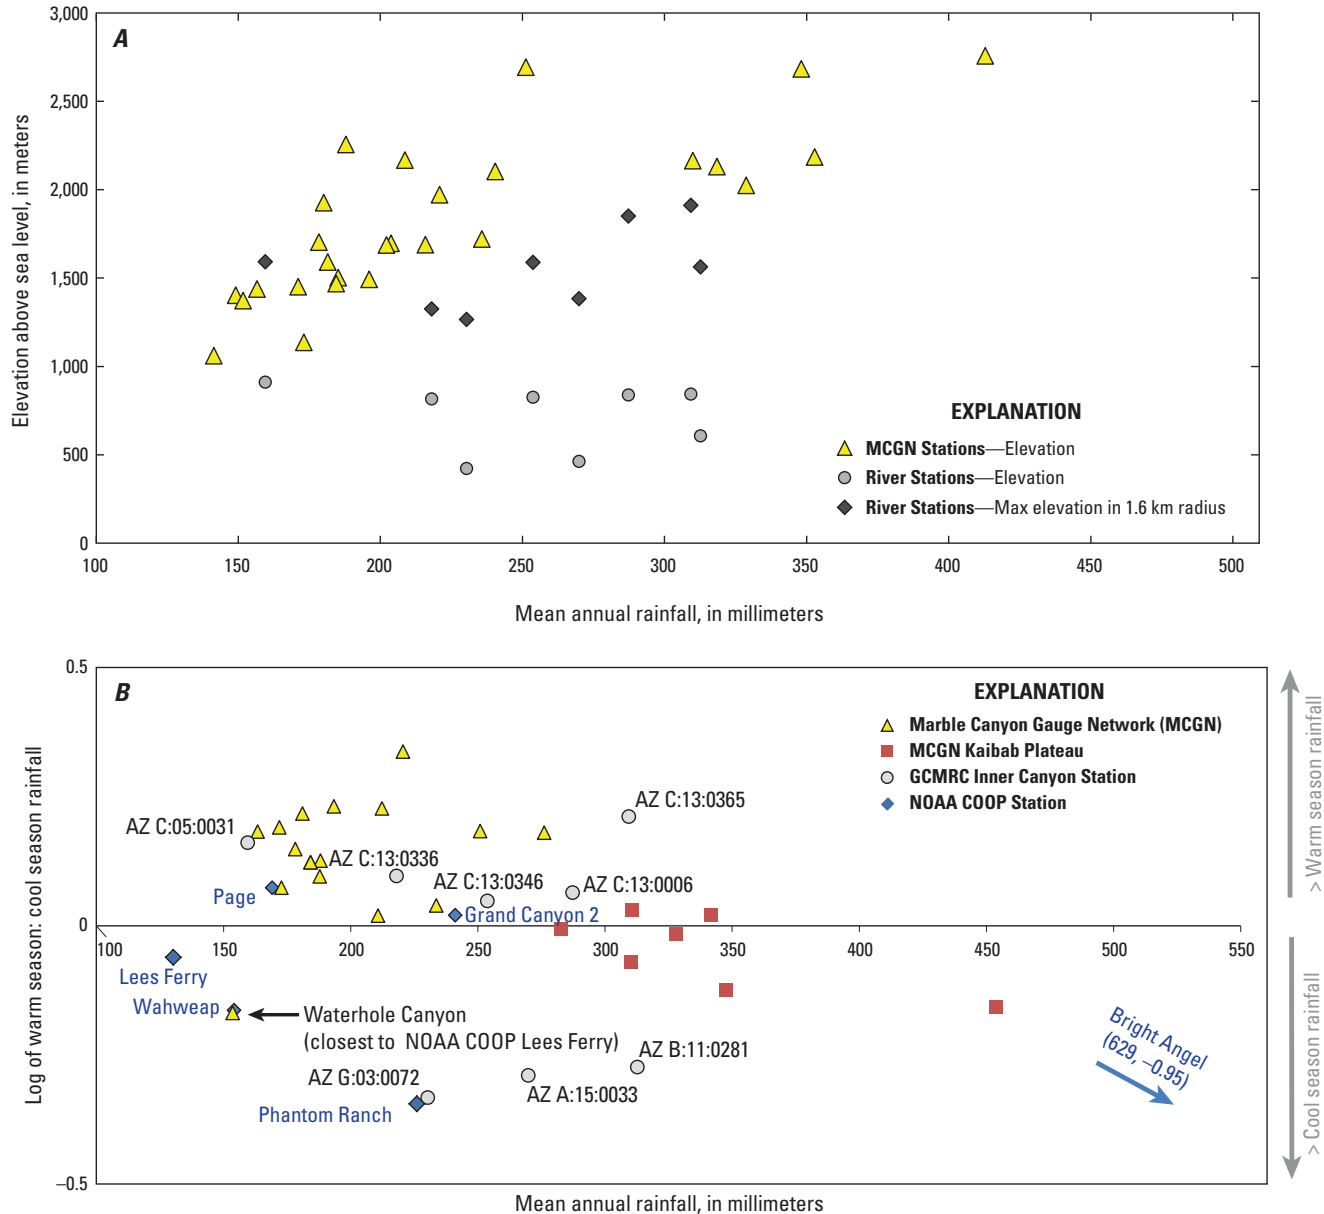 A
3,000
2,500
2,000
1,500
1,000
500
0
Elevation above sea level, in meters
100 150 200 250 300 350 400 450 500
Mean annual rainfall, in millimeters
EXPLANATION
MCGN Stations—Elevation
River Stations—Elevation
River Stations—Max elevation in 1.6 km radius
B
0.5
0
–0.5
Log of warm season: cool season rainfall
EXPLANATION
Marble Canyon Gauge Network (MCGN)
MCGN Kaibab Plateau
GCMRC Inner Canyon Station
NOAA COOP Station
> Warm season rainfall
> Cool season rainfall
AZ C:13:0365
AZ C:05:0031
AZ C:13:0336
AZ C:13:0346
AZ C:13:0006
Page
Grand Canyon 2
100 150 200 250 300 350 400 450 500 550
Lees Ferry
Wahweap
Waterhole Canyon
(closest to NOAA COOP Lees Ferry)
Bright Angel
(629, –0.95)
AZ B:11:0281
AZ G:03:0072
AZ A:15:0033
Phantom Ranch
Mean annual rainfall, in millimeters